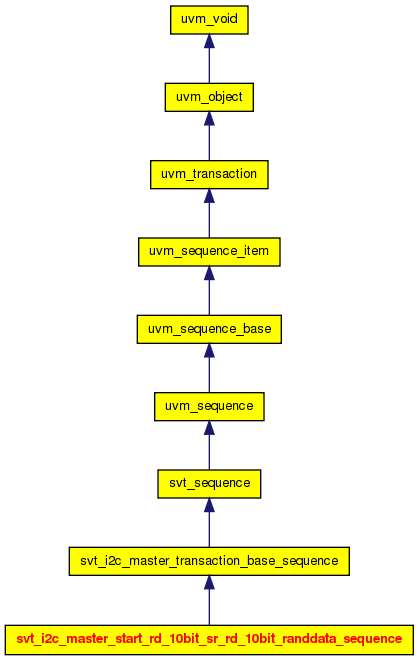 uvm_void
uvm_object
uvm_transaction
uvm_sequence_item
uvm_sequence_base
uvm_sequence
svt_sequence
svt_i2c_master_transaction_base_sequence
svt_i2c_master_start_rd_10bit_sr_rd_10bit_randdata_sequence